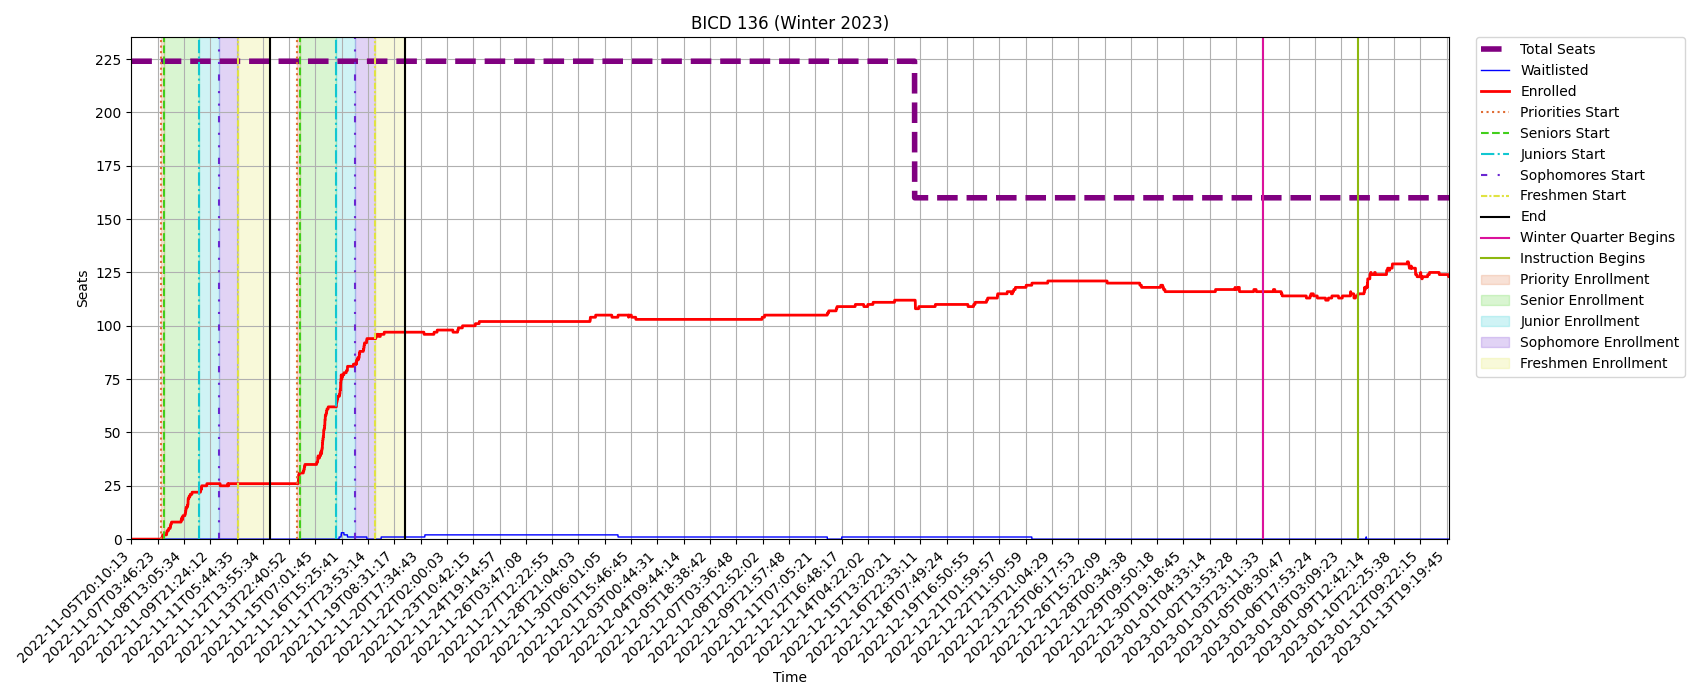 BICD 136 (Winter 2023)
Seats
225
200
175
150
125
100
75
50
25
0
2022-11-05T20:10:13
2022-11-07T03:46:23
2022-11-08T13:05:34
2022-11-09T21:24:12
2022-11-11T05:44:35
2022-11-12T13:55:34
2022-11-13T22:40:52
2022-11-15T07:01:45
2022-11-16T15:25:41
2022-11-17T23:53:14
2022-11-19T08:31:17
2022-11-20T17:34:43
2022-11-22T02:00:03
2022-11-23T10:42:15
2022-11-24T19:14:57
2022-11-26T03:47:08
2022-11-27T12:22:55
2022-11-28T21:04:03
2022-11-30T06:01:05
2022-12-01T15:46:45
2022-12-03T00:44:31
2022-12-04T09:44:14
2022-12-05T18:38:42
2022-12-07T03:36:48
2022-12-08T12:52:02
2022-12-09T21:57:48
2022-12-11T07:05:21
2022-12-12T16:48:17
2022-12-14T04:22:02
2022-12-15T13:20:21
2022-12-16T22:33:11
2022-12-18T07:49:24
2022-12-19T16:50:55
2022-12-21T01:59:57
2022-12-22T11:50:59
2022-12-23T21:04:29
2022-12-25T06:17:53
2022-12-26T15:22:09
2022-12-28T00:34:38
2022-12-29T09:50:18
2022-12-30T19:18:45
2023-01-01T04:33:14
2023-01-02T13:53:28
2023-01-03T23:11:33
2023-01-05T08:30:47
2023-01-06T17:53:24
2023-01-08T03:09:23
2023-01-09T12:42:14
2023-01-10T22:25:38
2023-01-12T09:22:15
2023-01-13T19:19:45
Time
Total Seats
Waitlisted
Enrolled
Priorities Start
Seniors Start
Juniors Start
Sophomores Start
Freshmen Start
End
Winter Quarter Begins
Instruction Begins
Priority Enrollment
Senior Enrollment
Junior Enrollment
Sophomore Enrollment
Freshmen Enrollment